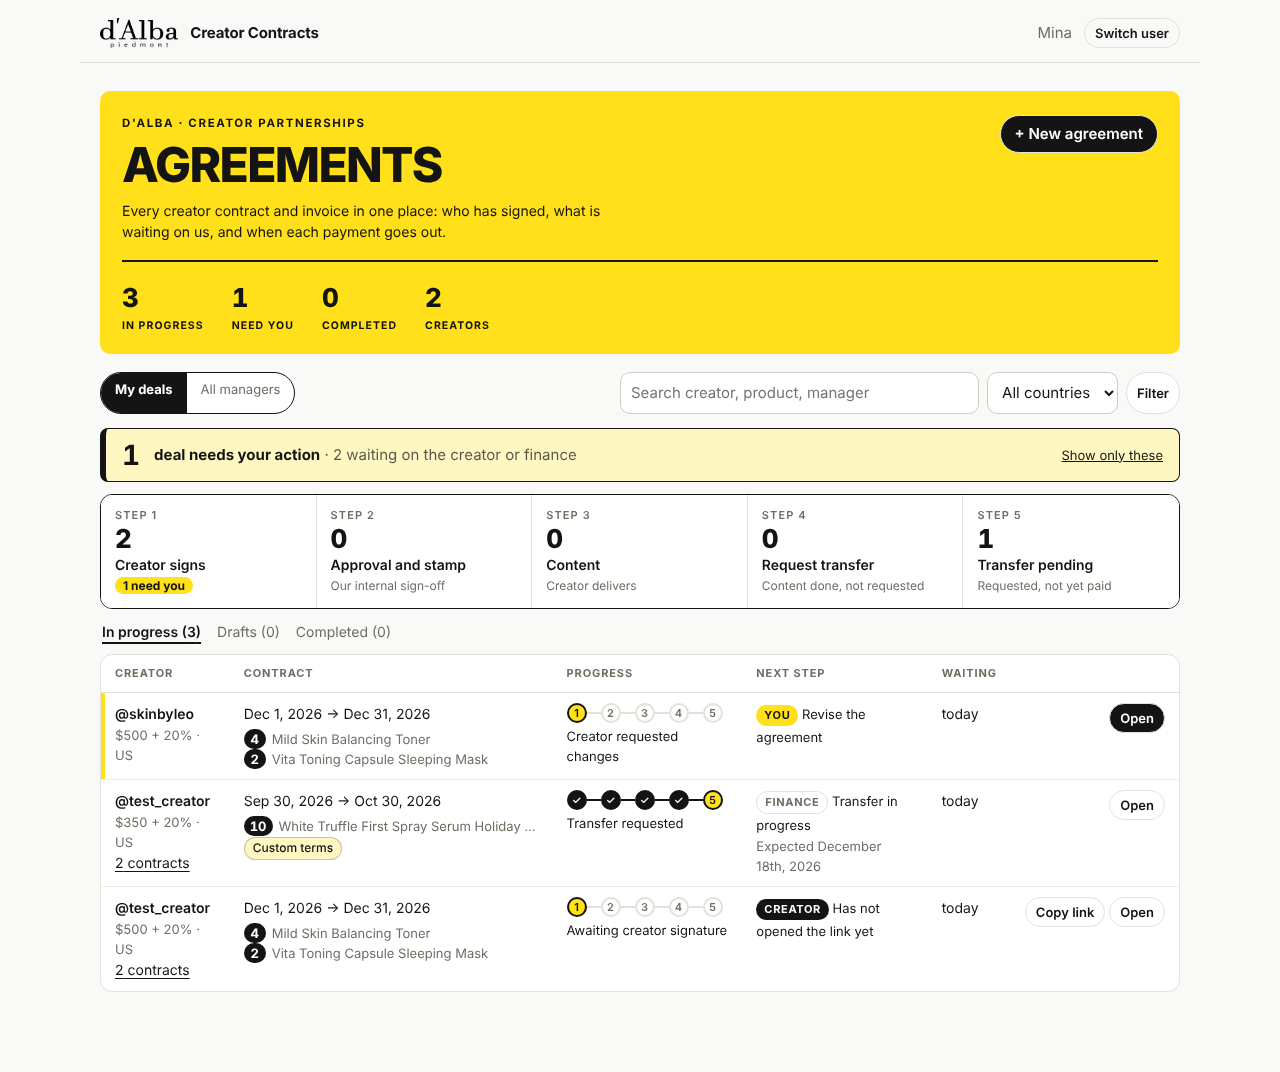 d'Alba
piedmont
Creator Contracts
Mina
Switch user
D'ALBA · CREATOR PARTNERSHIPS
+ New agreement
AGREEMENTS
Every creator contract and invoice in one place: who has signed, what is
waiting on us, and when each payment goes out.
3 1 0 2
IN PROGRESS NEED YOU COMPLETED CREATORS
My deals All managers Search creator, product, manager All countries Filter
1 deal needs your action · 2 waiting on the creator or finance Show only these
STEP 1 STEP 2 STEP 3 STEP 4 STEP 5
2 0 0 0 1
Creator signs Approval and stamp Content Request transfer Transfer pending
1 need you Our internal sign-off Creator delivers Content done, not requested Requested, not yet paid
In progress (3) Drafts (0) Completed (0)
CREATOR CONTRACT PROGRESS NEXT STEP WAITING
@skinbyleo
$500 + 20% ·
US
Dec 1, 2026 → Dec 31, 2026
4 Mild Skin Balancing Toner
2 Vita Toning Capsule Sleeping Mask
1 2 3 4 5
Creator requested
changes
YOU Revise the
agreement
today
Open
@test_creator
$350 + 20% ·
US
2 contracts
Sep 30, 2026 → Oct 30, 2026
10 White Truffle First Spray Serum Holiday ...
Custom terms
✓ ✓ ✓ ✓ 5
Transfer requested
FINANCE Transfer in
progress
Expected December
18th, 2026
today
Open
@test_creator
$500 + 20% ·
US
2 contracts
Dec 1, 2026 → Dec 31, 2026
4 Mild Skin Balancing Toner
2 Vita Toning Capsule Sleeping Mask
1 2 3 4 5
Awaiting creator signature
CREATOR Has not
opened the link yet
today
Copy link Open